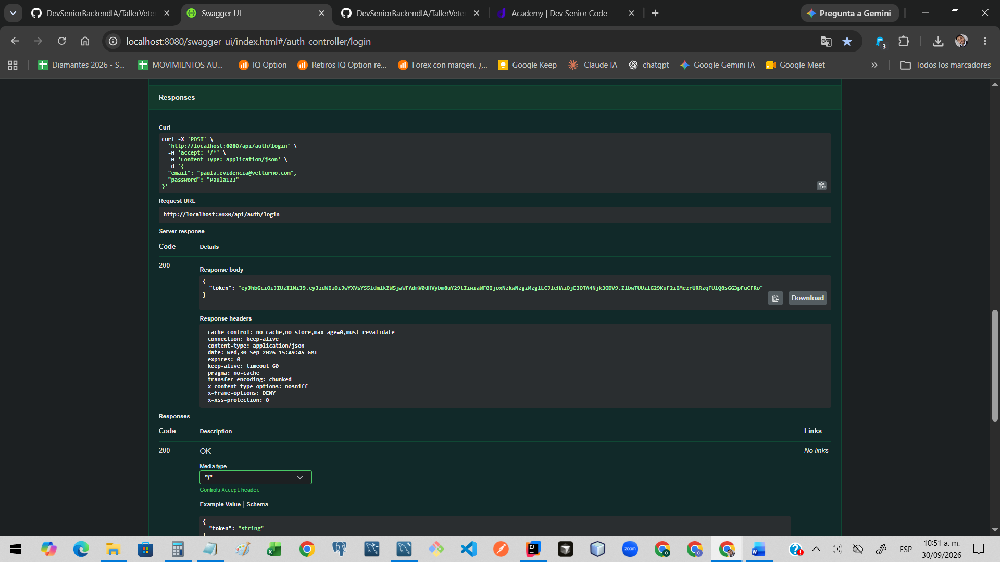 DevSeniorBackendIA/TallerVeter
Swagger UI
DevSeniorBackendIA/TallerVete
Academy | Dev Senior Code
Pregunta a Gemini
localhost:8080/swagger-ui/index.html#/auth-controller/login
3
Diamantes 2026 - S...
MOVIMIENTOS AU...
IQ Option
Retiros IQ Option re...
Forex con margen. ¿...
Google Keep
Claude IA
chatgpt
Google Gemini IA
Google Meet
Todos los marcadores
Responses
Curl
curl -X 'POST' \
'http://localhost:8080/api/auth/login' \
-H 'accept: */*' \
-H 'Content-Type: application/json' \
-d '{
"email": "paula.evidencia@vetturno.com",
"password": "Paula123"
}'
Request URL
http://localhost:8080/api/auth/login
Server response
Code Details
200
Response body
{
"token": "eyJhbGciOiJIUzI1NiJ9.eyJzdWIiOiJwYXVsYS5ldmlkZW5jaWFAdmV0dHVybm8uY29tIiwiaWF0IjoxNzkwNzgzMzg1LCJleHAiOjE3OTA4Njk3ODV9.Z1bwTUUzlG29KuF2iIMezrURRzqFU1Q8sGG3pFuCFRo"
}
Download
Response headers
cache-control: no-cache,no-store,max-age=0,must-revalidate
connection: keep-alive
content-type: application/json
date: Wed,30 Sep 2026 15:49:45 GMT
expires: 0
keep-alive: timeout=60
pragma: no-cache
transfer-encoding: chunked
x-content-type-options: nosniff
x-frame-options: DENY
x-xss-protection: 0
Responses
Code Description Links
200 OK No links
Media type
*/*
Controls Accept header.
Example Value | Schema
{
"token": "string"
}
zoom
ESP
10:51 a. m.
30/09/2026